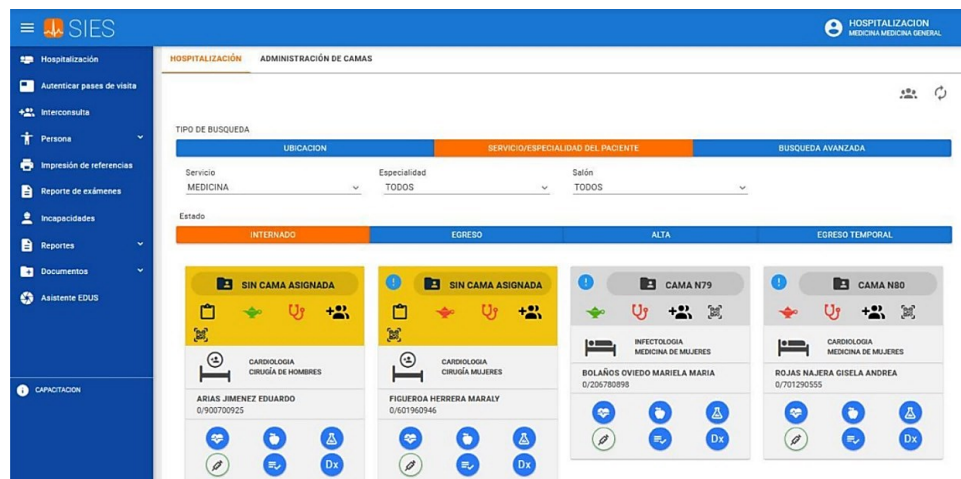 SIES
HOSPITALIZACION
MEDICINA MEDICINA GENERAL
Hospitalización
Autenticar pases de visita
Interconsulta
Persona
Impresión de referencias
Reporte de exámenes
Incapacidades
Reportes
Documentos
Asistente EDUS
CAPACITACION
HOSPITALIZACIÓN ADMINISTRACIÓN DE CAMAS
TIPO DE BUSQUEDA
UBICACION SERVICIO/ESPECIALIDAD DEL PACIENTE BUSQUEDA AVANZADA
Servicio Especialidad Salón
MEDICINA TODOS TODOS
Estado
INTERNADO EGRESO ALTA EGRESO TEMPORAL
SIN CAMA ASIGNADA
CARDIOLOGIA
CIRUGÍA DE HOMBRES
ARIAS JIMENEZ EDUARDO
0/900700925
Dx
SIN CAMA ASIGNADA
CARDIOLOGIA
CIRUGÍA MUJERES
FIGUEROA HERRERA MARALY
0/601960946
Dx
CAMA N79
INFECTOLOGIA
MEDICINA DE MUJERES
BOLAÑOS OVIEDO MARIELA MARIA
0/206780898
Dx
CAMA N80
CARDIOLOGIA
MEDICINA DE MUJERES
ROJAS NAJERA GISELA ANDREA
0/701290555
Dx